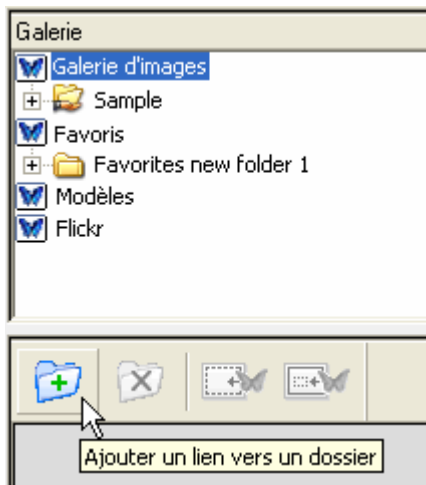 Galerie
Galerie d'images
Sample
Favoris
Favorites new folder 1
Modèles
Flickr
Ajouter un lien vers un dossier